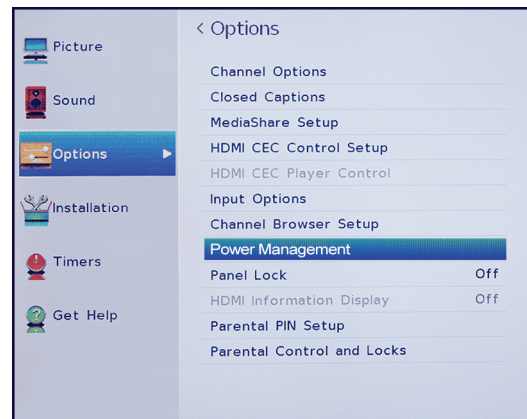 < Options
Picture
Sound
Options
Installation
Timers
Get Help
Channel Options
Closed Captions
MediaShare Setup
HDMI CEC Control Setup
HDMI CEC Player Control
Input Options
Channel Browser Setup
Power Management
Panel Lock Off
HDMI Information Display Off
Parental PIN Setup
Parental Control and Locks